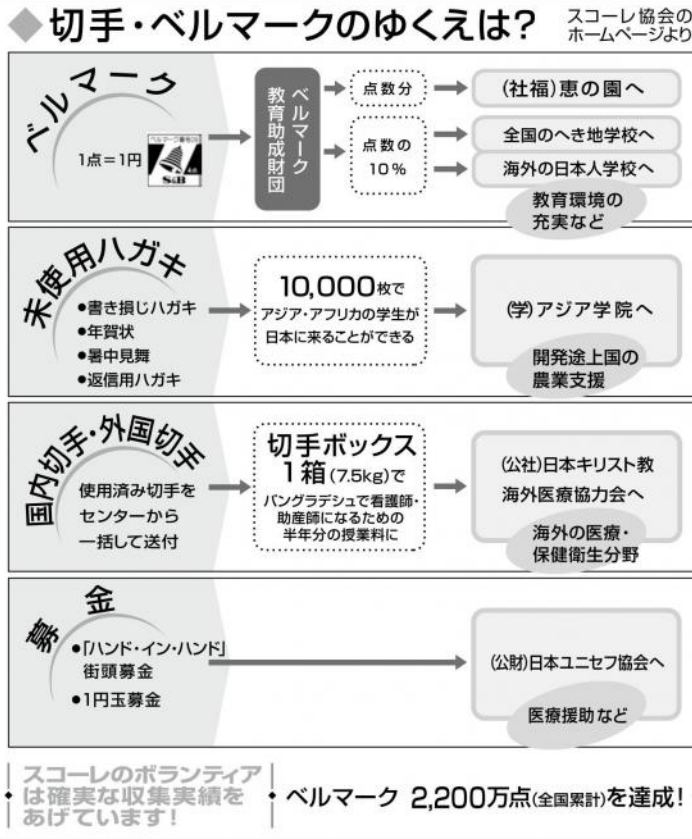 ◆切手・ベルマークのゆくえは?
スコーレ協会の
ホームページより
ベルマーク
1点=1円
S&B
ベルマーク
教育助成財団
点数分
(社福)恵の園へ
点数の
10%
全国のへき地学校へ
海外の日本人学校へ
教育環境の
充実など
未使用ハガキ
●書き損じハガキ
●年賀状
●暑中見舞
●返信用ハガキ
10,000枚で
アジア・アフリカの学生が
日本に来ることができる
(学)アジア学院へ
開発途上国の
農業支援
国内切手・外国切手
使用済み切手を
センターから
一括して送付
切手ボックス
1箱(7.5kg)で
バングラデシュで看護師・
助産師になるための
半年分の授業料に
(公社)日本キリスト教
海外医療協力会へ
海外の医療・
保健衛生分野
募金
●「ハンド・イン・ハンド」
街頭募金
●1円玉募金
(公財)日本ユニセフ協会へ
医療援助など
スコーレのボランティア
は確実な収集実績を
あげています!
ベルマーク 2,200万点(全国累計)を達成!